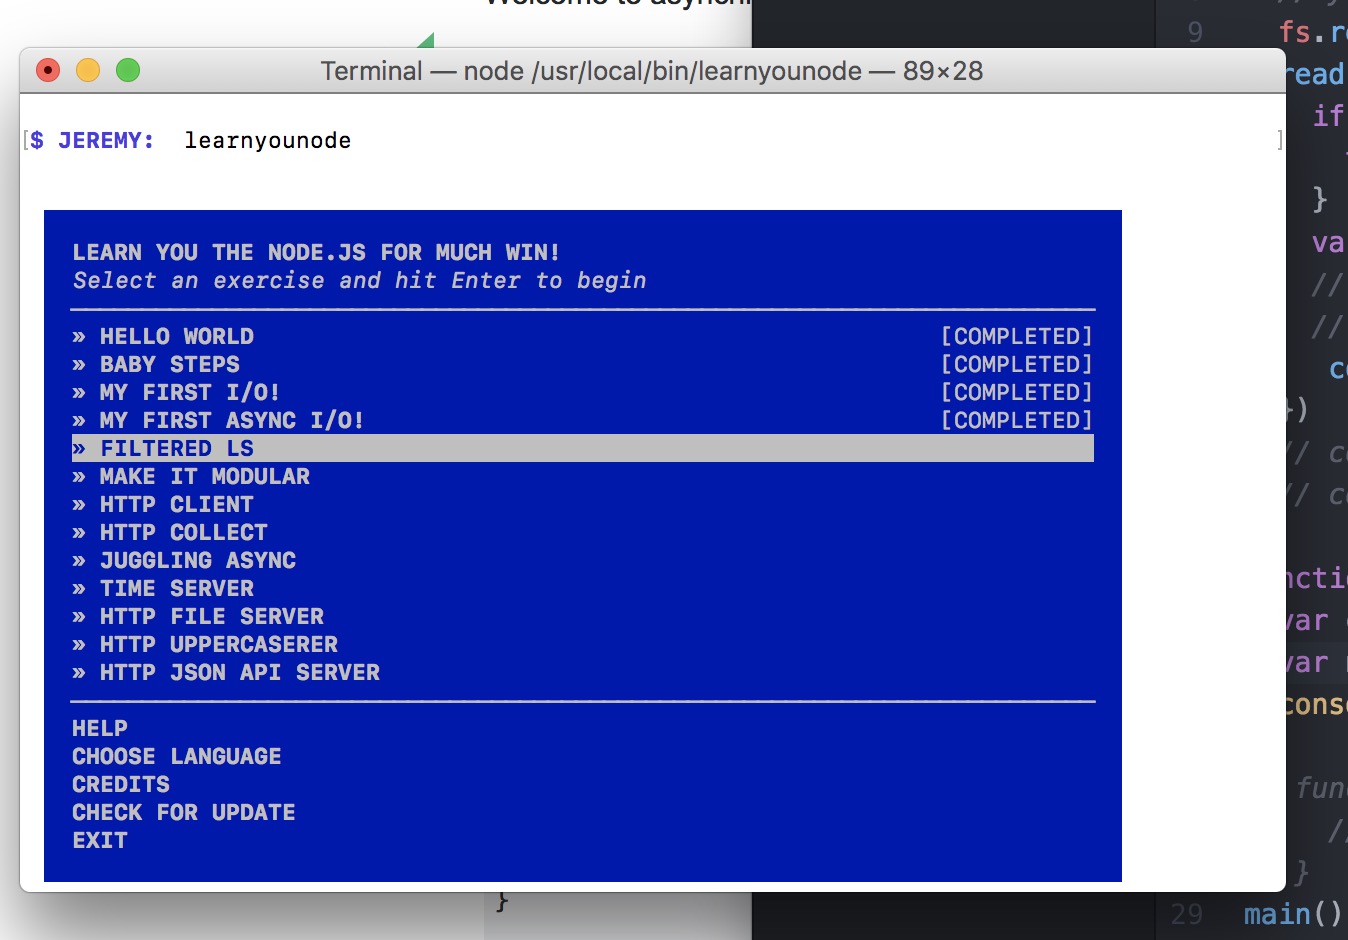 Welcome to
9
fs.
Terminal — node /usr/local/bin/learnyounode — 89×28
read
if
[$ JEREMY: learnyounode ]
}
LEARN YOU THE NODE.JS FOR MUCH WIN!
Select an exercise and hit Enter to begin
//
» HELLO WORLD [COMPLETED]
//
» BABY STEPS [COMPLETED]
» MY FIRST I/O! [COMPLETED]
})
» MY FIRST ASYNC I/O! [COMPLETED]
» FILTERED LS
//
» MAKE IT MODULAR
//
» HTTP CLIENT
» HTTP COLLECT
» JUGGLING ASYNC
» TIME SERVER
» HTTP FILE SERVER
var
» HTTP UPPERCASERER
var
» HTTP JSON API SERVER
HELP
CHOOSE LANGUAGE
CREDITS
CHECK FOR UPDATE
//
EXIT
}
}
29 main()